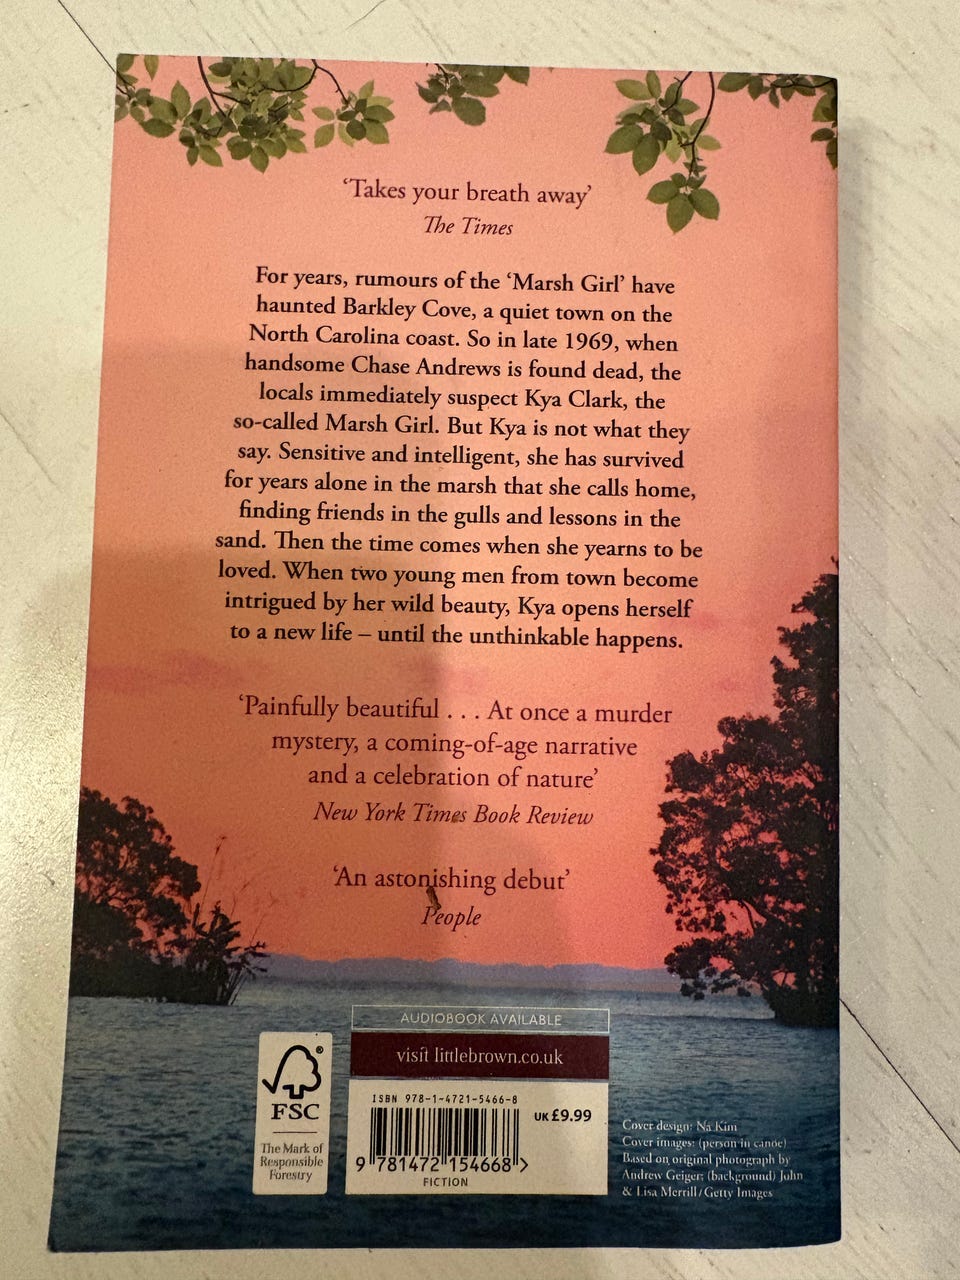 ‘Takes your breath away’
The Times
For years, rumours of the ‘Marsh Girl’ have
haunted Barkley Cove, a quiet town on the
North Carolina coast. So in late 1969, when
handsome Chase Andrews is found dead, the
locals immediately suspect Kya Clark, the
so-called Marsh Girl. But Kya is not what they
say. Sensitive and intelligent, she has survived
for years alone in the marsh that she calls home,
finding friends in the gulls and lessons in the
sand. Then the time comes when she yearns to be
loved. When two young men from town become
intrigued by her wild beauty, Kya opens herself
to a new life – until the unthinkable happens.
‘Painfully beautiful . . . At once a murder
mystery, a coming-of-age narrative
and a celebration of nature’
New York Times Book Review
‘An astonishing debut’
People
AUDIOBOOK AVAILABLE
visit littlebrown.co.uk
ISBN 978-1-4721-5466-8
UK £9.99
9 781472 154668 >
FICTION
®
FSC
The Mark of
Responsible
Forestry
Cover design: Na Kim
Cover images: (person in canoe)
Based on original photograph by
Andrew Geiger; (background) John
& Lisa Merrill / Getty Images